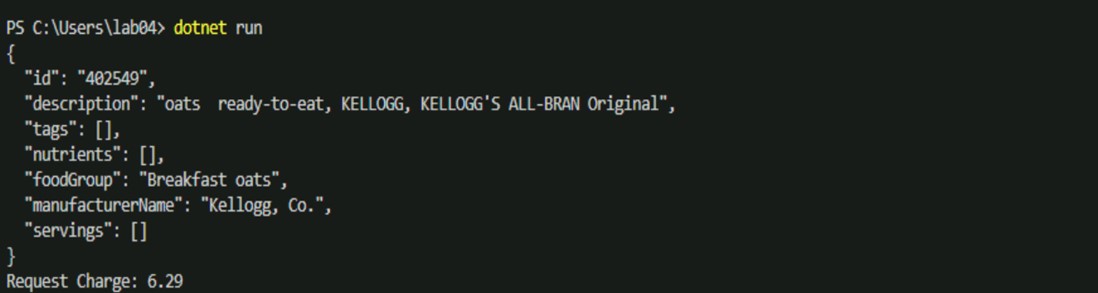 PS C:\Users\lab04> dotnet run
{
  "id": "402549",
  "description": "oats  ready-to-eat, KELLOGG, KELLOGG'S ALL-BRAN Original",
  "tags": [],
  "nutrients": [],
  "foodGroup": "Breakfast oats",
  "manufacturerName": "Kellogg, Co.",
  "servings": []
}
Request Charge: 6.29